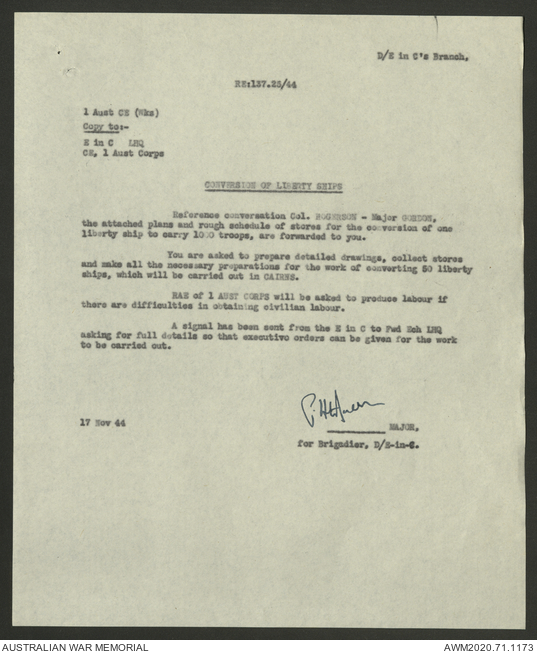 D/E in C's Branch,
RE:137.23/44
1 Aust CE (Wks)
Copy to:-
E in C LHQ
CE, 1 Aust Corps
CONVERSION OF LIBERTY SHIPS
Reference conversation Col. ROGERSON - Major GORDON,
the attached plans and rough schedule of stores for the conversion of one
liberty ship to carry 1000 troops, are forwarded to you.
You are asked to prepare detailed drawings, collect stores
and make all the necessary preparations for the work of converting 50 liberty
ships, which will be carried out in CAIRNS.
RAE of 1 AUST CORPS will be asked to produce labour if
there are difficulties in obtaining civilian labour.
A signal has been sent from the E in C to Fwd Ech LHQ
asking for full details so that executive orders can be given for the work
to be carried out.
17 Nov 44
MAJOR,
for Brigadier, D/E-in-C.
AUSTRALIAN WAR MEMORIAL
AWM2020.71.1173